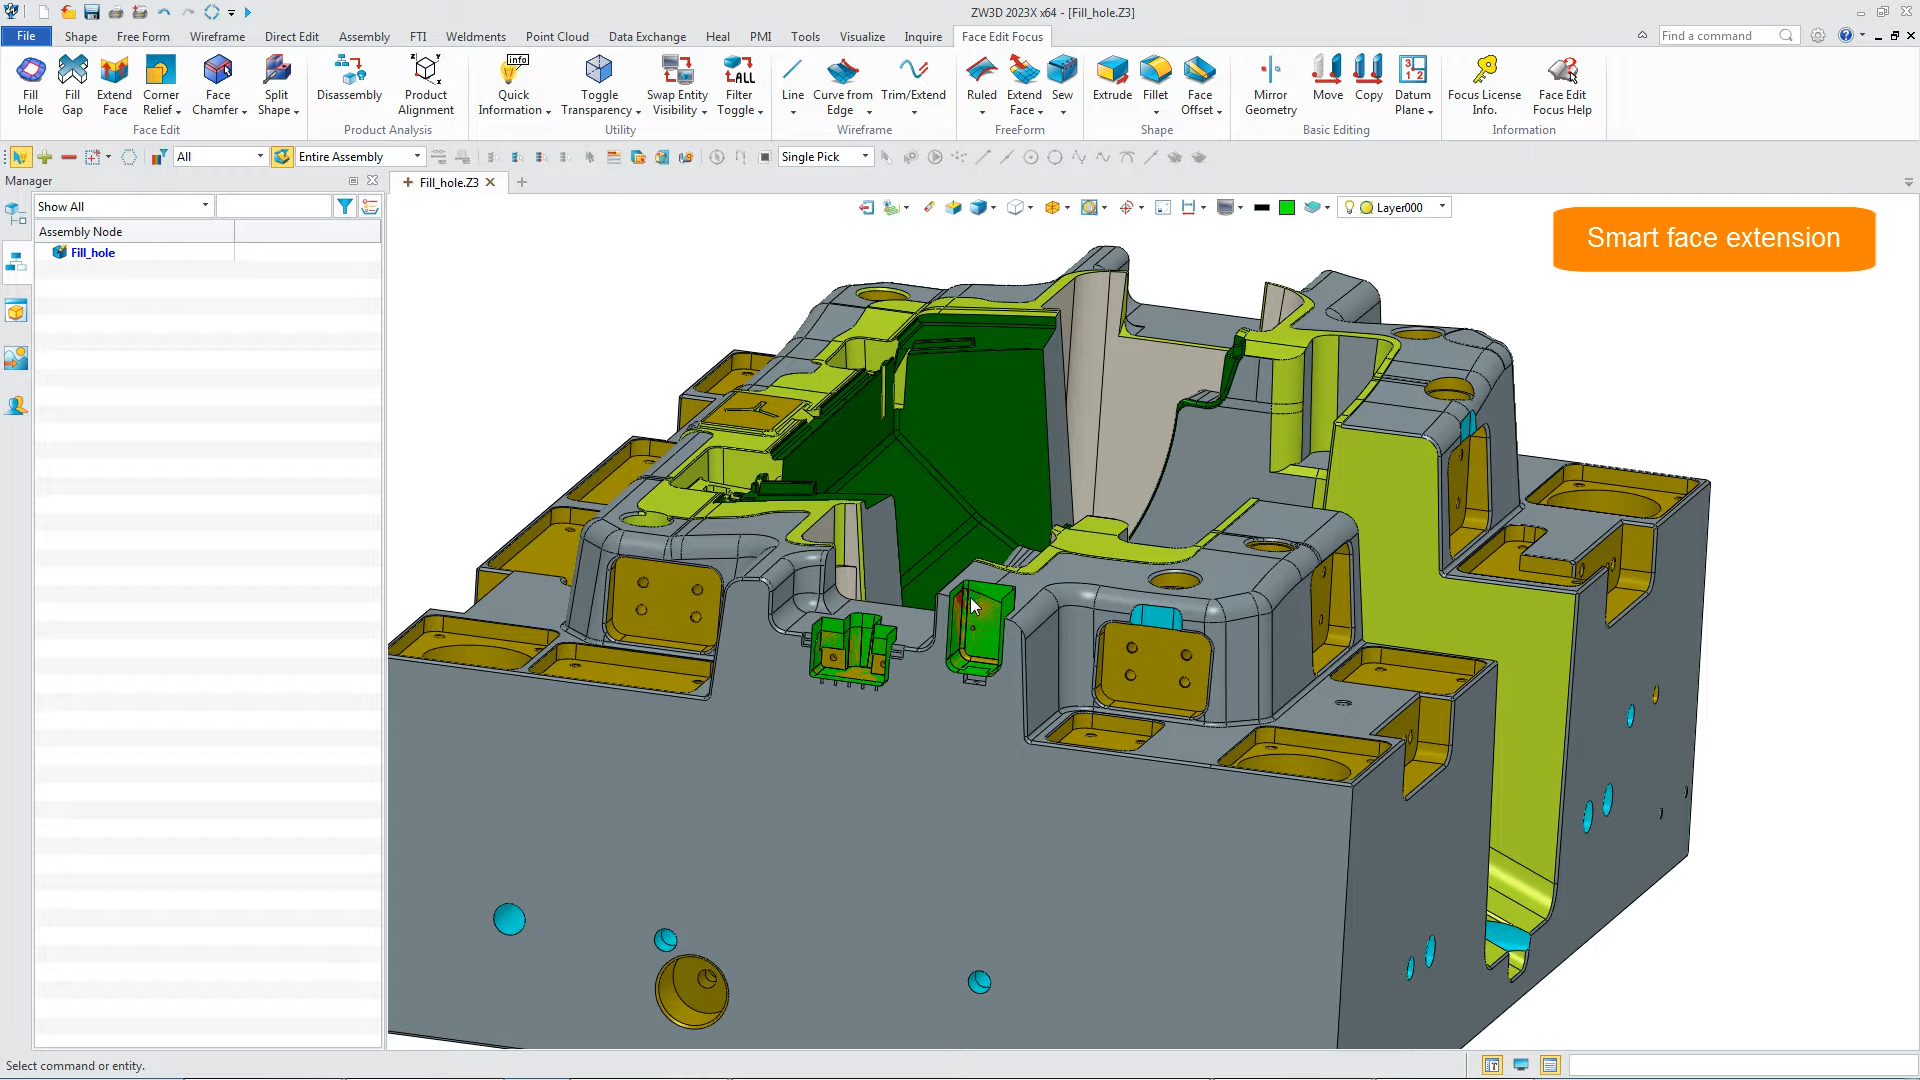 ZW3D 2023X x64 - [Fill_hole.Z3]
File Shape Free Form Wireframe Direct Edit Assembly FTI Weldments Point Cloud Data Exchange Heal PMI Tools Visualize Inquire Face Edit Focus Find a command
Fill Hole
Fill Gap
Extend Face
Corner Relief
Face Chamfer
Split Shape
Disassembly
Product Alignment
Quick Information
Toggle Transparency
Swap Entity Visibility
Filter Toggle
Line
Curve from Edge
Trim/Extend
Ruled
Extend Face
Sew
Extrude
Fillet
Face Offset
Mirror Geometry
Move
Copy
Datum Plane
Focus License Info.
Face Edit Focus Help
Face Edit Product Analysis Utility Wireframe FreeForm Shape Basic Editing Information
All Entire Assembly Single Pick
Manager
Fill_hole.Z3
Show All
Layer000
Assembly Node
Fill_hole
Smart face extension
Select command or entity.